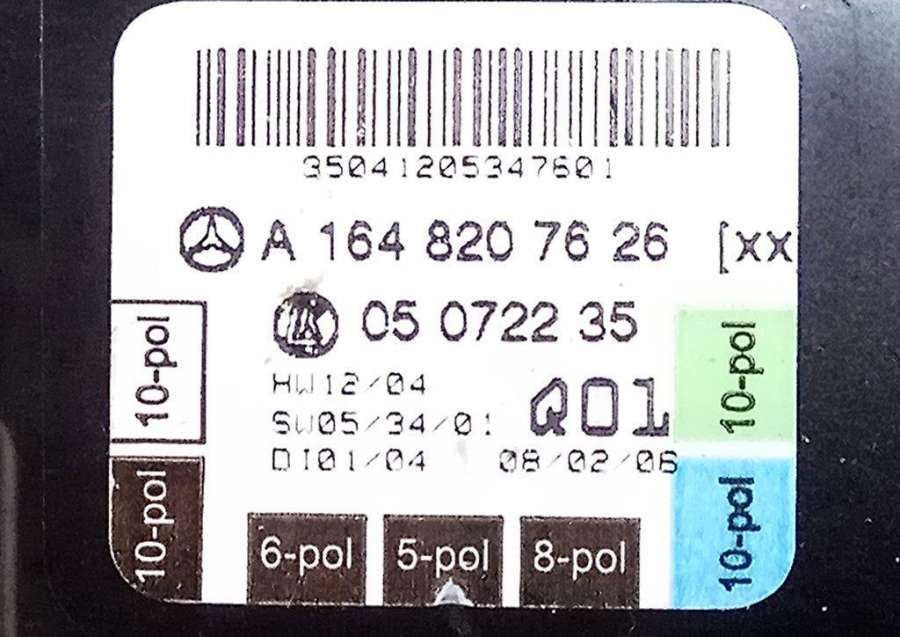 35041205347601
A 164 820 76 26 [xx
05 0722 35
HW12/04
SW05/34/01
Q01
DI01/04
08/02/06
10-pol
10-pol
10-pol
10-pol
6-pol
5-pol
8-pol